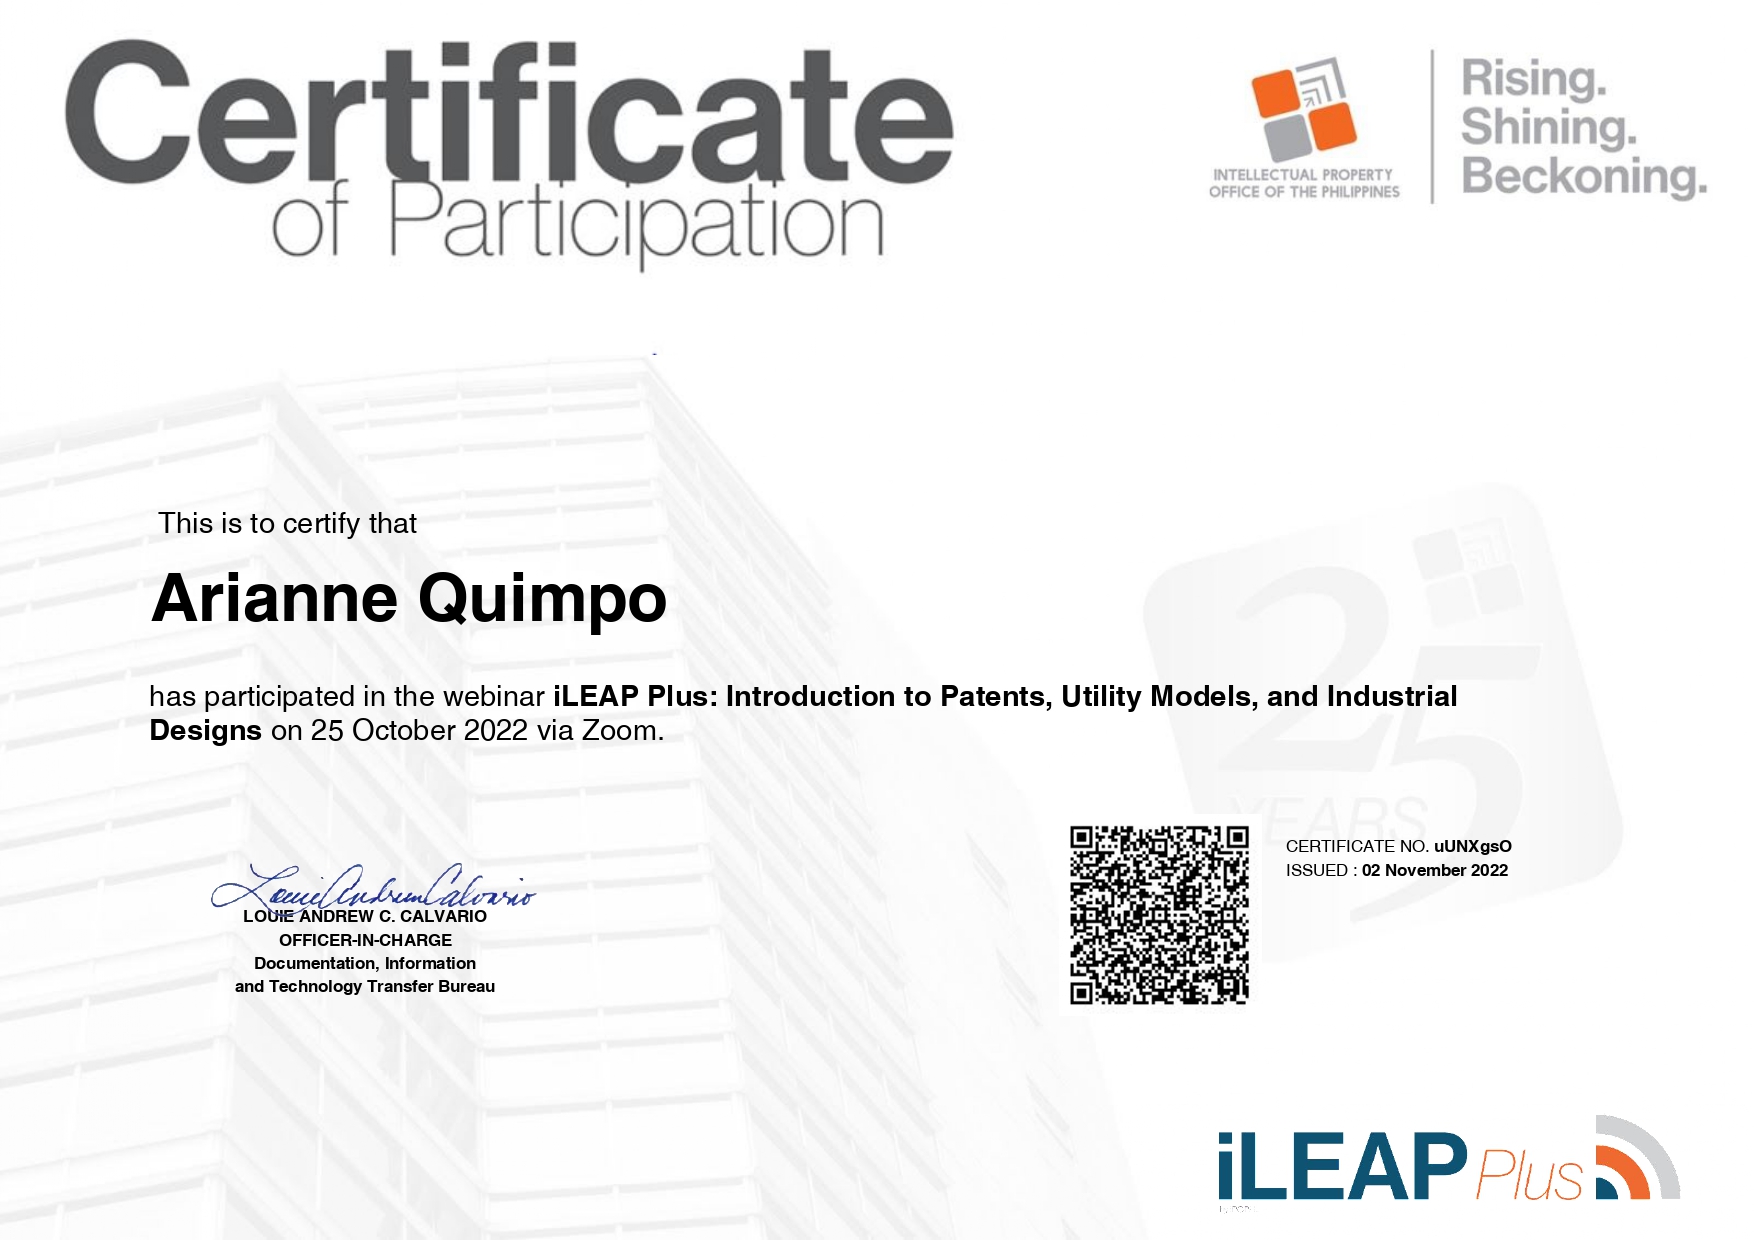 Certificate
of Participation
INTELLECTUAL PROPERTY
OFFICE OF THE PHILIPPINES
Rising.
Shining.
Beckoning.
This is to certify that
Arianne Quimpo
has participated in the webinar iLEAP Plus: Introduction to Patents, Utility Models, and Industrial
Designs on 25 October 2022 via Zoom.
25
YEARS
Louie Andrew Calvario
LOUIE ANDREW C. CALVARIO
OFFICER-IN-CHARGE
Documentation, Information
and Technology Transfer Bureau
CERTIFICATE NO. uUNXgsO
ISSUED : 02 November 2022
iLEAP Plus